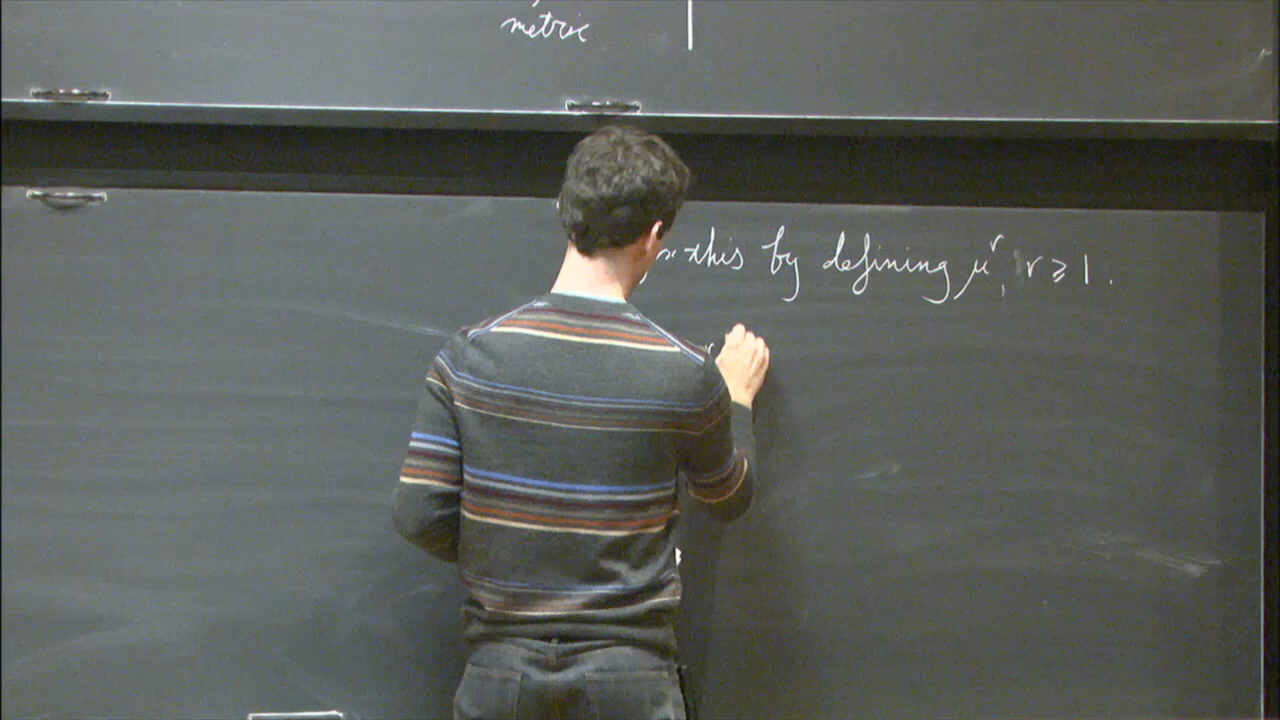 metric
this by defining μ^r, r ≥ 1.